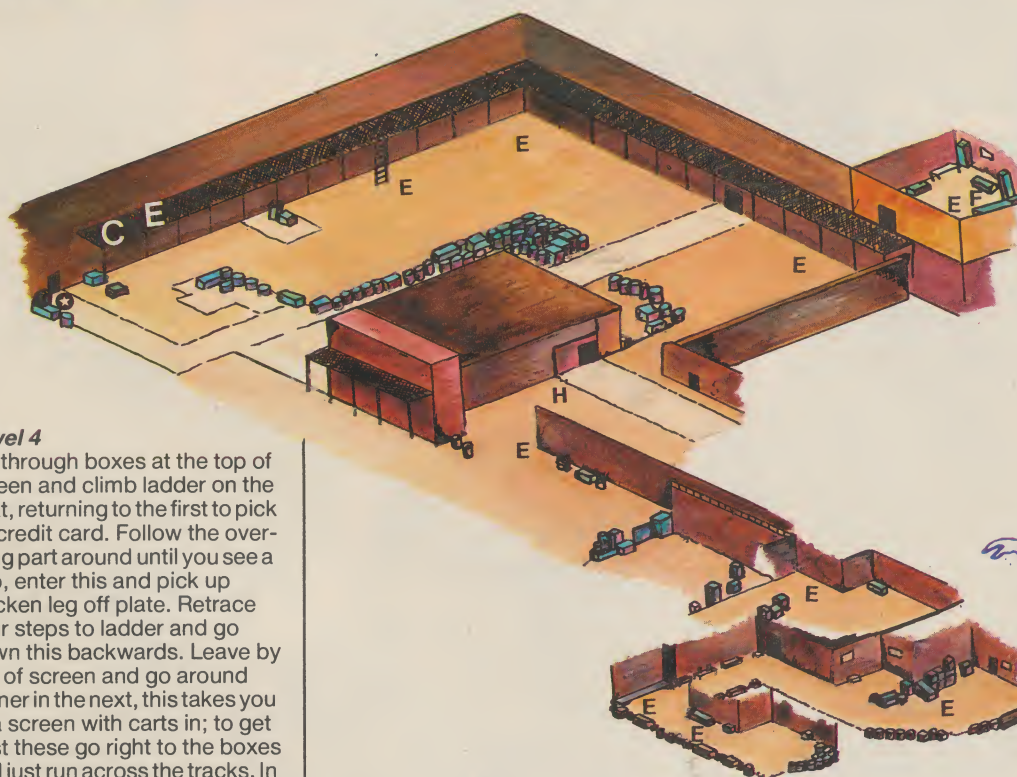 E
E
C E
E F
E
H
E
E
E
E
E
vel 4
through boxes at the top of
een and climb ladder on the
t, returning to the first to pick
credit card. Follow the over-
g part around until you see a
o, enter this and pick up
cken leg off plate. Retrace
r steps to ladder and go
wn this backwards. Leave by
of screen and go around
ner in the next, this takes you
a screen with carts in; to get
st these go right to the boxes
d just run across the tracks. In